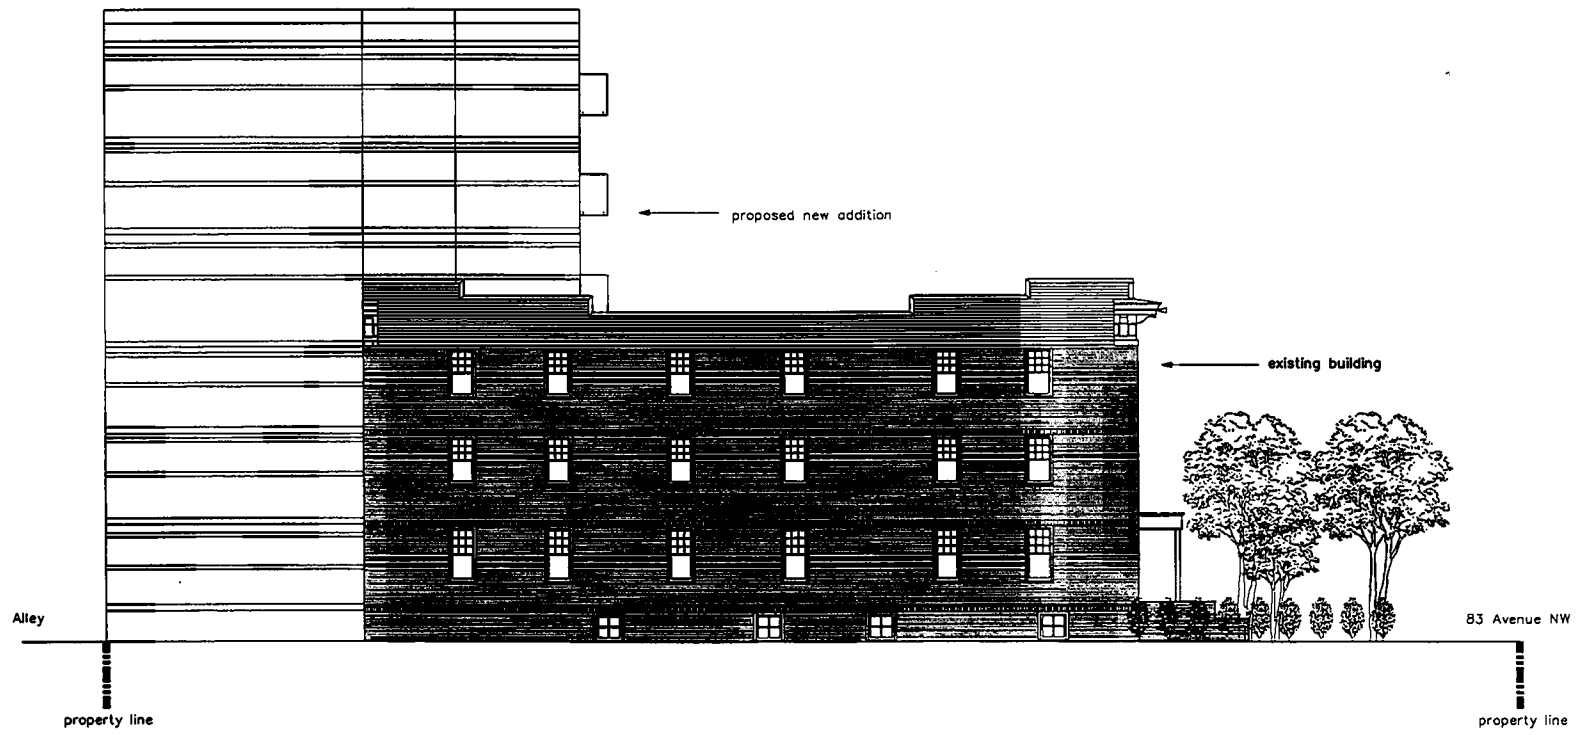 proposed new addition
existing building
Alley
83 Avenue NW
property line
property line